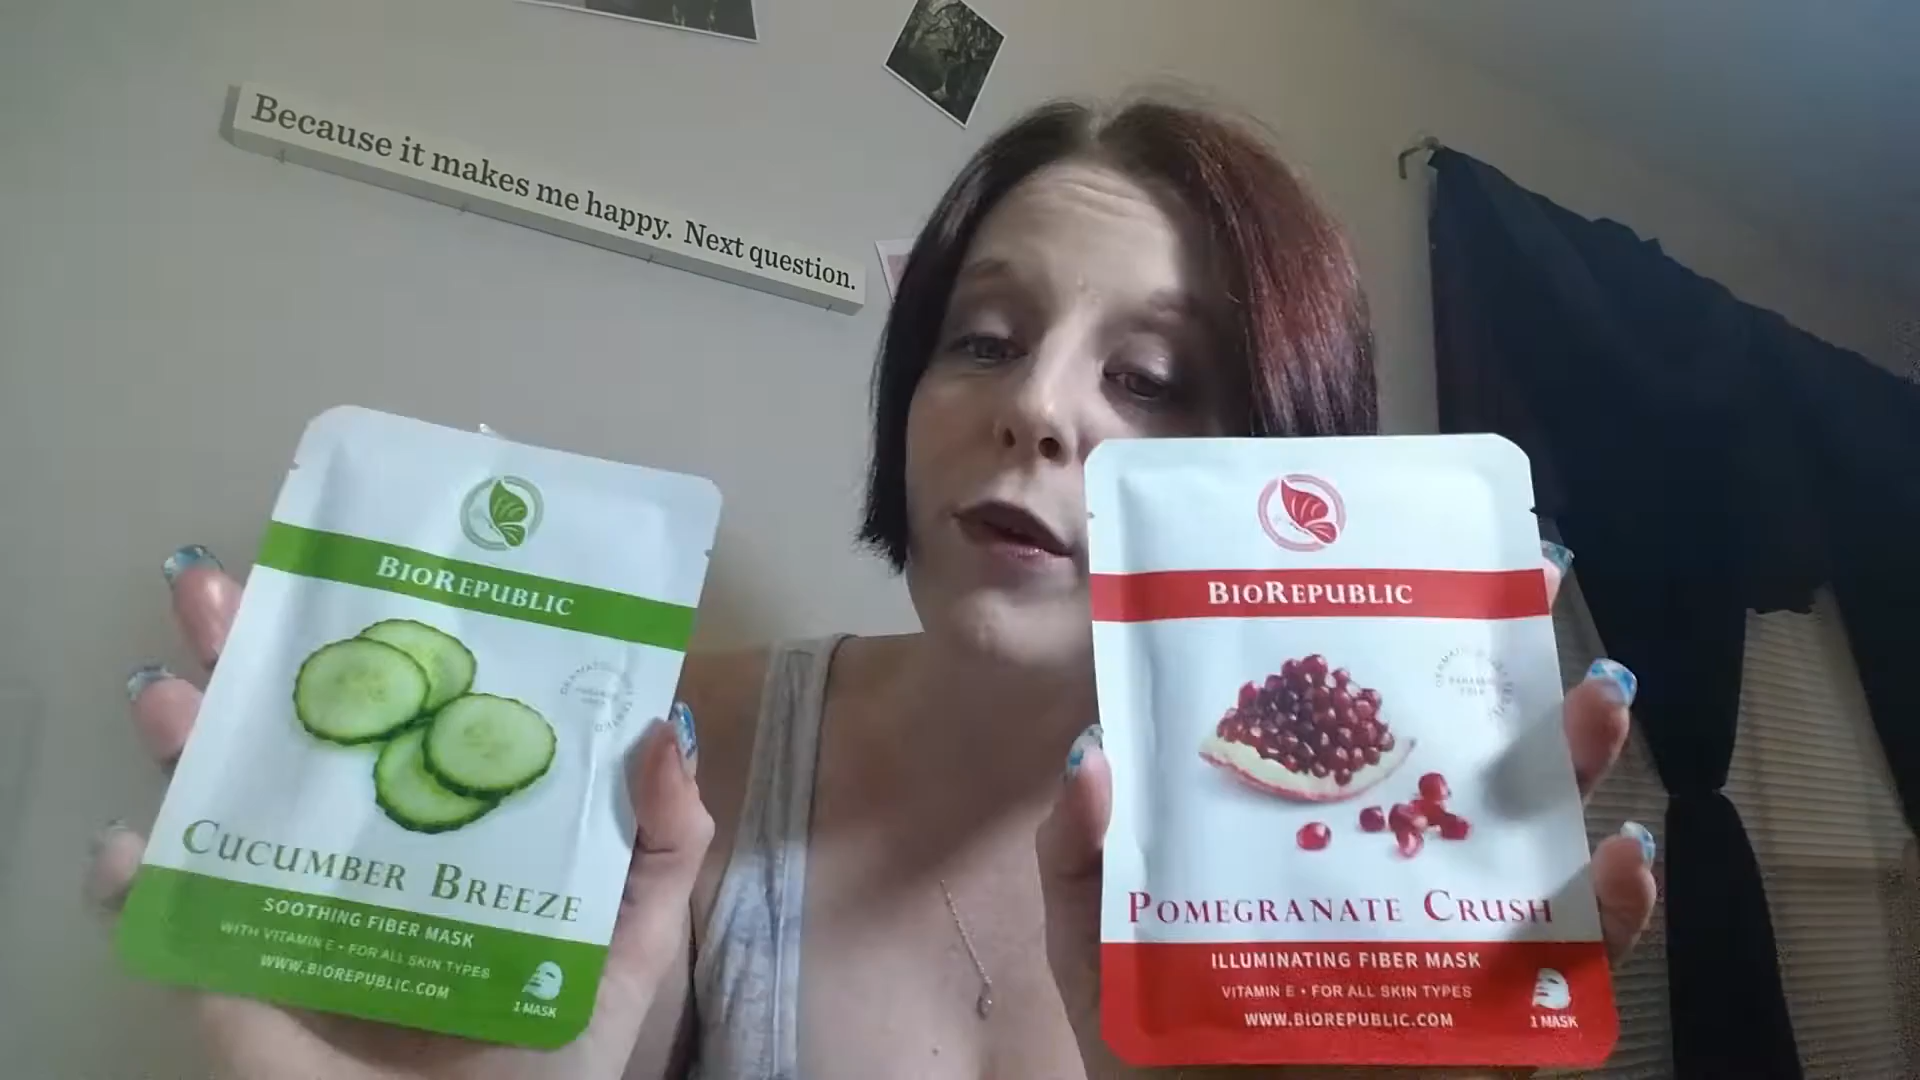 Because it makes me happy. Next question.
BIOREPUBLIC
CUCUMBER BREEZE
SOOTHING FIBER MASK
WITH VITAMIN E • FOR ALL SKIN TYPES
WWW.BIOREPUBLIC.COM
1 MASK
BIOREPUBLIC
POMEGRANATE CRUSH
ILLUMINATING FIBER MASK
VITAMIN E • FOR ALL SKIN TYPES
WWW.BIOREPUBLIC.COM
1 MASK